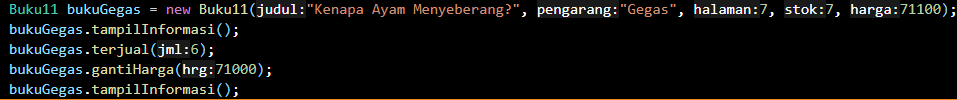 Buku11 bukuGegas = new Buku11(judul:"Kenapa Ayam Menyeberang?", pengarang:"Gegas", halaman:7, stok:7, harga:71100);
bukuGegas.tampilInformasi();
bukuGegas.terjual(jml:6);
bukuGegas.gantiHarga(hrg:71000);
bukuGegas.tampilInformasi();